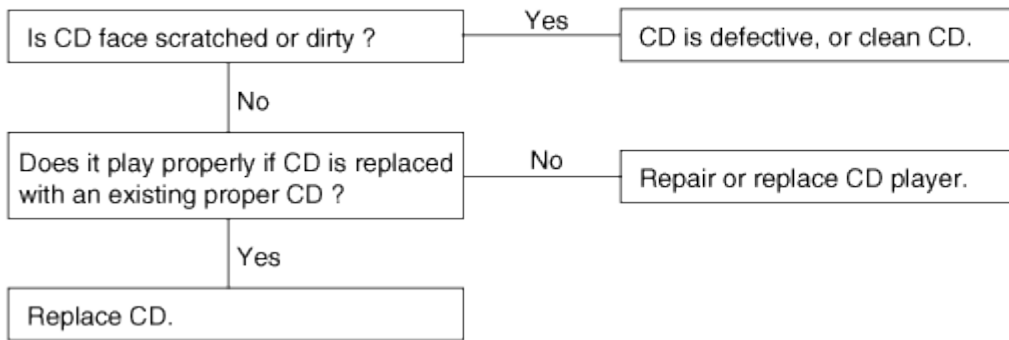 Is CD face scratched or dirty ?
Yes
CD is defective, or clean CD.
No
Does it play properly if CD is replaced
with an existing proper CD ?
No
Repair or replace CD player.
Yes
Replace CD.